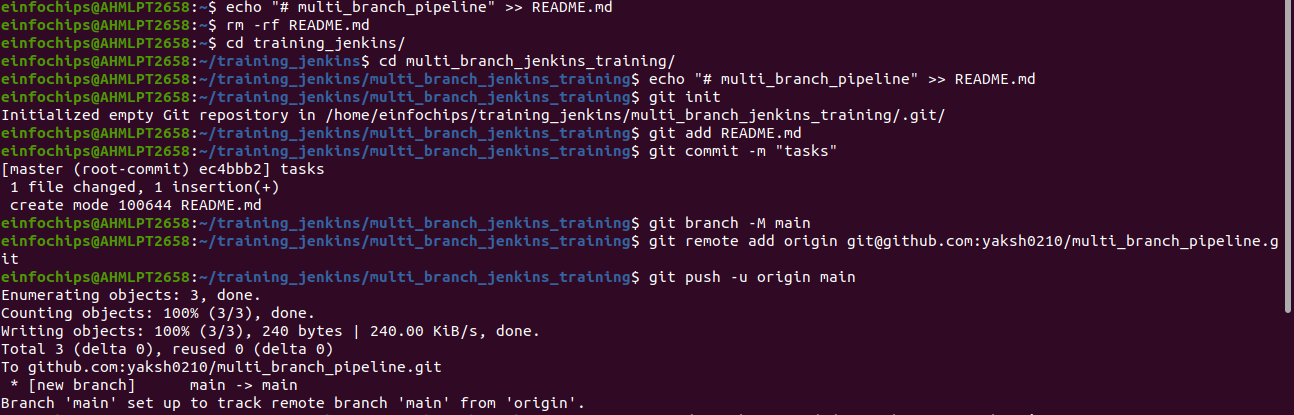 einfochips@AHMLPT2658:~$ echo "# multi_branch_pipeline" >> README.md
einfochips@AHMLPT2658:~$ rm -rf README.md
einfochips@AHMLPT2658:~$ cd training_jenkins/
einfochips@AHMLPT2658:~/training_jenkins$ cd multi_branch_jenkins_training/
einfochips@AHMLPT2658:~/training_jenkins/multi_branch_jenkins_training$ echo "# multi_branch_pipeline" >> README.md
einfochips@AHMLPT2658:~/training_jenkins/multi_branch_jenkins_training$ git init
Initialized empty Git repository in /home/einfochips/training_jenkins/multi_branch_jenkins_training/.git/
einfochips@AHMLPT2658:~/training_jenkins/multi_branch_jenkins_training$ git add README.md
einfochips@AHMLPT2658:~/training_jenkins/multi_branch_jenkins_training$ git commit -m "tasks"
[master (root-commit) ec4bbb2] tasks
 1 file changed, 1 insertion(+)
 create mode 100644 README.md
einfochips@AHMLPT2658:~/training_jenkins/multi_branch_jenkins_training$ git branch -M main
einfochips@AHMLPT2658:~/training_jenkins/multi_branch_jenkins_training$ git remote add origin git@github.com:yaksh0210/multi_branch_pipeline.g
it
einfochips@AHMLPT2658:~/training_jenkins/multi_branch_jenkins_training$ git push -u origin main
Enumerating objects: 3, done.
Counting objects: 100% (3/3), done.
Writing objects: 100% (3/3), 240 bytes | 240.00 KiB/s, done.
Total 3 (delta 0), reused 0 (delta 0)
To github.com:yaksh0210/multi_branch_pipeline.git
 * [new branch]      main -> main
Branch 'main' set up to track remote branch 'main' from 'origin'.